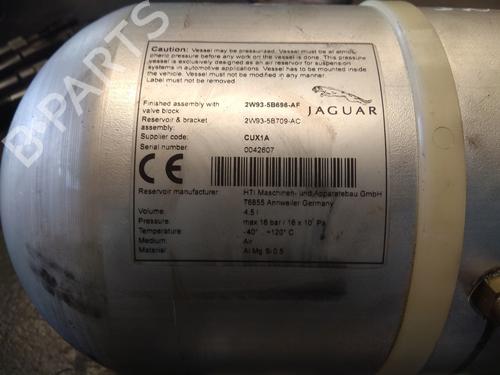 Caution: Vessel may be pressurized. Vessel must be at atmos-
pheric pressure before any work on the vessel is done. This pressure
vessel is exclusively designed as an air reservoir for suspension
systems in automotive applications. Vessel has to be mounted inside
the vehicle. Vessel must not be modified in any manner.
Label must not be removed.
Finished assembly with valve block 2W93-5B696-AF
Reservoir & bracket assembly: 2W93-5B709-AC
JAGUAR
Supplier code: CUX1A
Serial number 0042607
CE
Reservoir manufacturer: HTI Maschinen- und Apparatebau GmbH
T6855 Annweiler Germany
Volume: 4.5 l
Pressure: max 16 bar / 16 x 10⁵ Pa
Temperature: -40° .. +120° C
Medium: Air
Material: Al Mg Si 0.5
B-PARTS